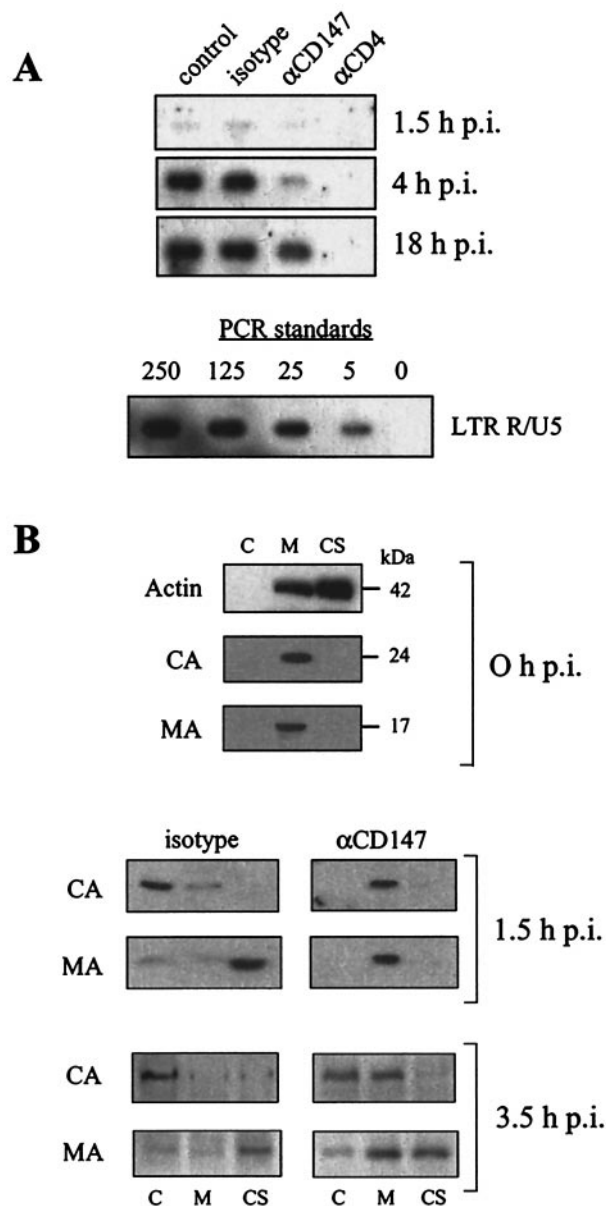 A
control isotype αCD147 αCD4
1.5 h p.i.
4 h p.i.
18 h p.i.
PCR standards
250 125 25 5 0
LTR R/U5
B
C M CS kDa
Actin 42
CA 24
MA 17
O h p.i.
isotype αCD147
CA
MA
1.5 h p.i.
CA
MA
3.5 h p.i.
C M CS C M CS